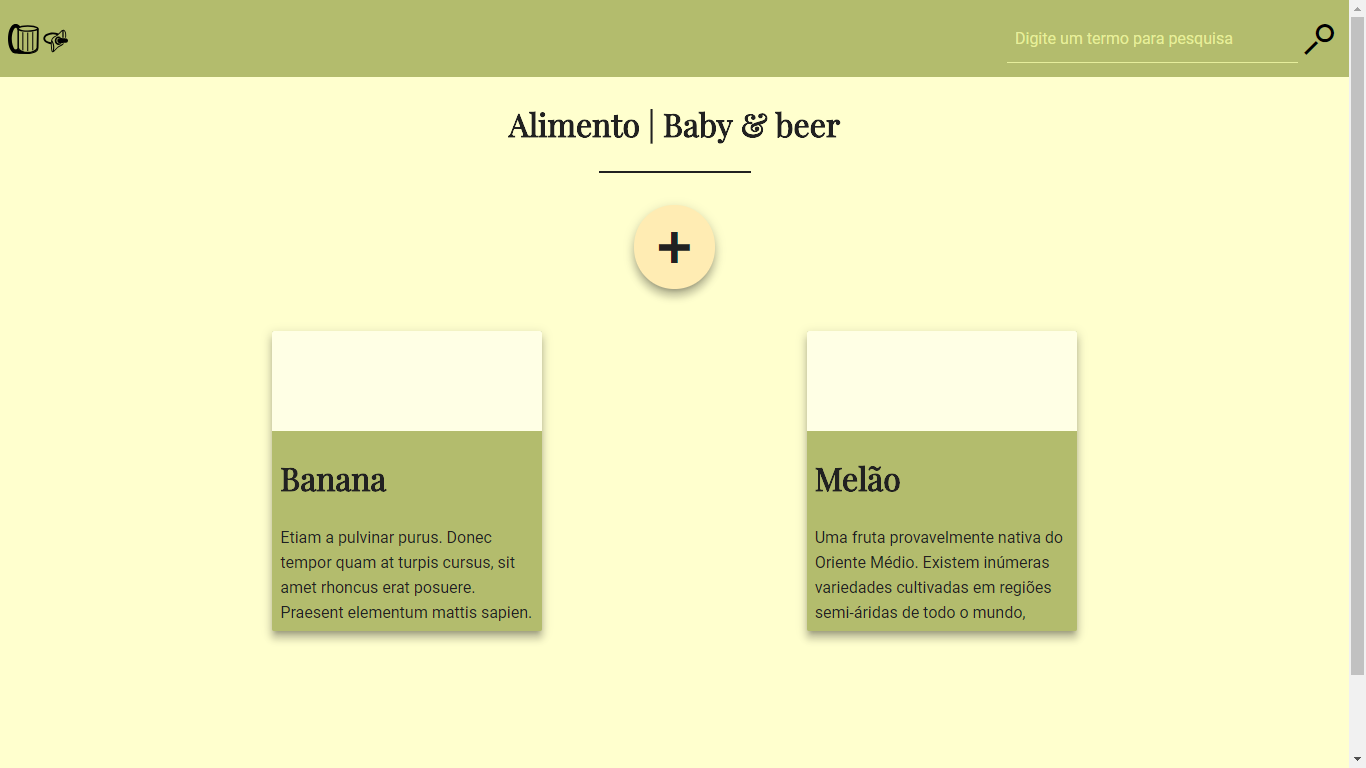 Digite um termo para pesquisa
Alimento | Baby & beer
+
Banana
Etiam a pulvinar purus. Donec
tempor quam at turpis cursus, sit
amet rhoncus erat posuere.
Praesent elementum mattis sapien.
Melão
Uma fruta provavelmente nativa do
Oriente Médio. Existem inúmeras
variedades cultivadas em regiões
semi-áridas de todo o mundo,